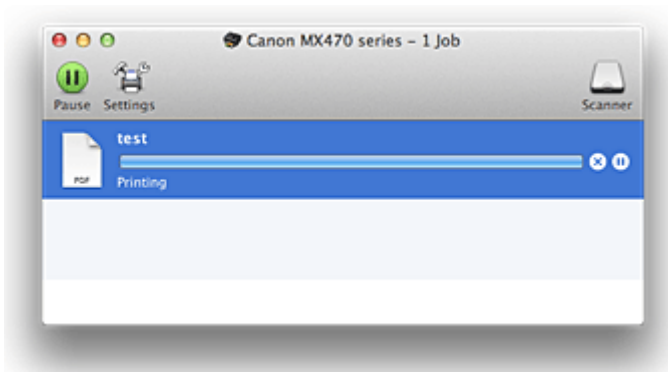 Canon MX470 series – 1 Job
Pause Settings Scanner
test
PDF
Printing